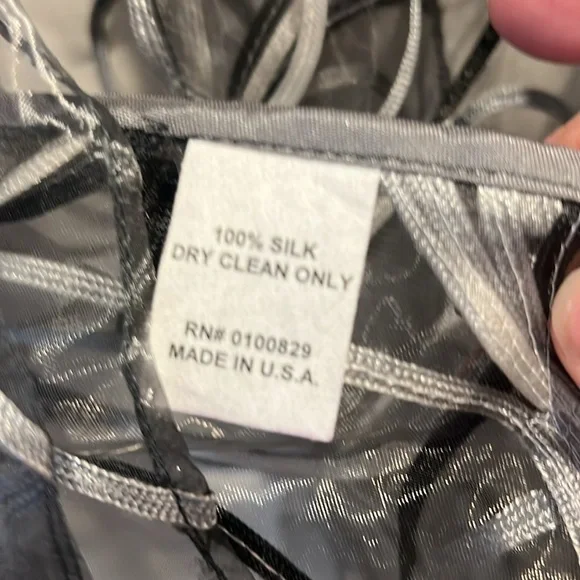 100% SILK
DRY CLEAN ONLY
RN# 0100829
MADE IN U.S.A.